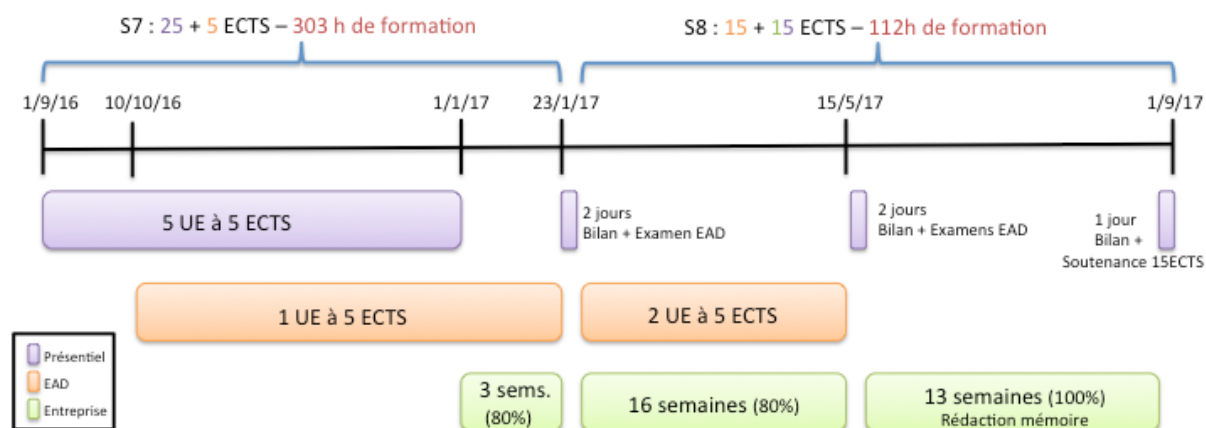 S7 : 25 + 5 ECTS – 303 h de formation
S8 : 15 + 15 ECTS – 112h de formation
1/9/16
10/10/16
1/1/17
23/1/17
15/5/17
1/9/17
5 UE à 5 ECTS
2 jours
Bilan + Examen EAD
2 jours
Bilan + Examens EAD
1 jour
Bilan +
Soutenance 15ECTS
1 UE à 5 ECTS
2 UE à 5 ECTS
Présentiel
EAD
Entreprise
3 sems.
(80%)
16 semaines (80%)
13 semaines (100%)
Rédaction mémoire